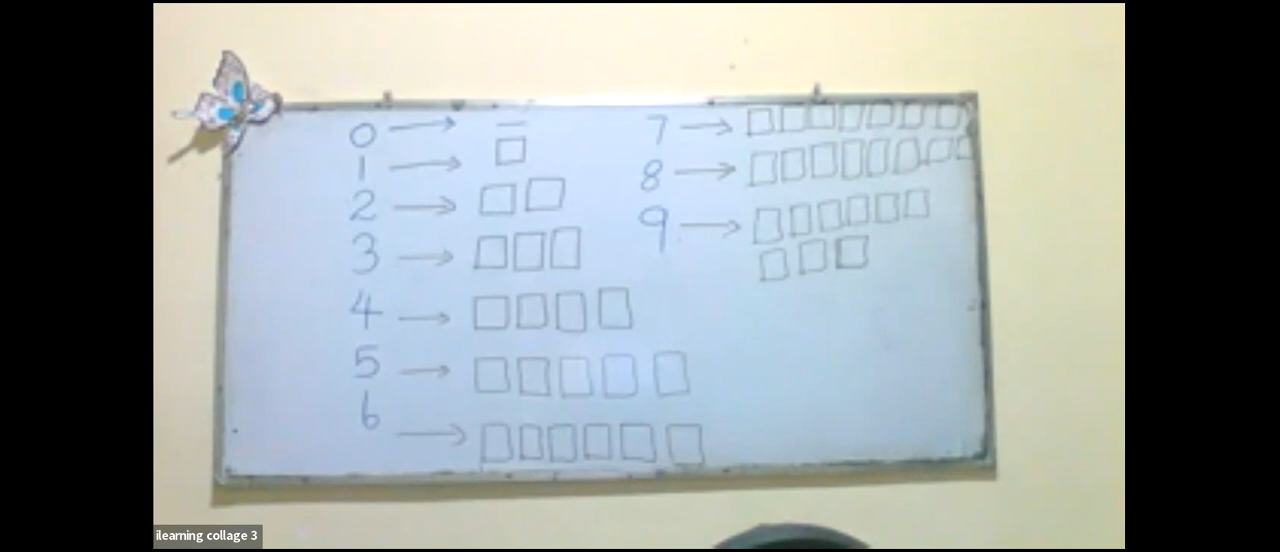 0 → —
1 → □
2 → □ □
3 → □ □ □
4 → □ □ □ □
5 → □ □ □ □ □
6 → □ □ □ □ □ □
7 → □ □ □ □ □ □ □
8 → □ □ □ □ □ □ □ □
9 → □ □ □ □ □ □
□ □ □
ilearning collage 3